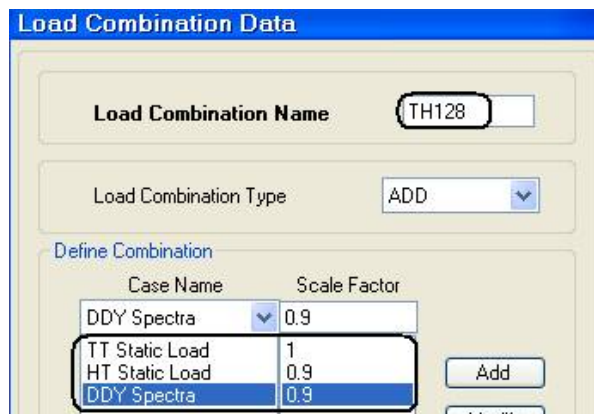 Load Combination Data
Load Combination Name TH128
Load Combination Type ADD
Define Combination
Case Name Scale Factor
DDY Spectra 0.9
TT Static Load 1
HT Static Load 0.9
DDY Spectra 0.9
Add